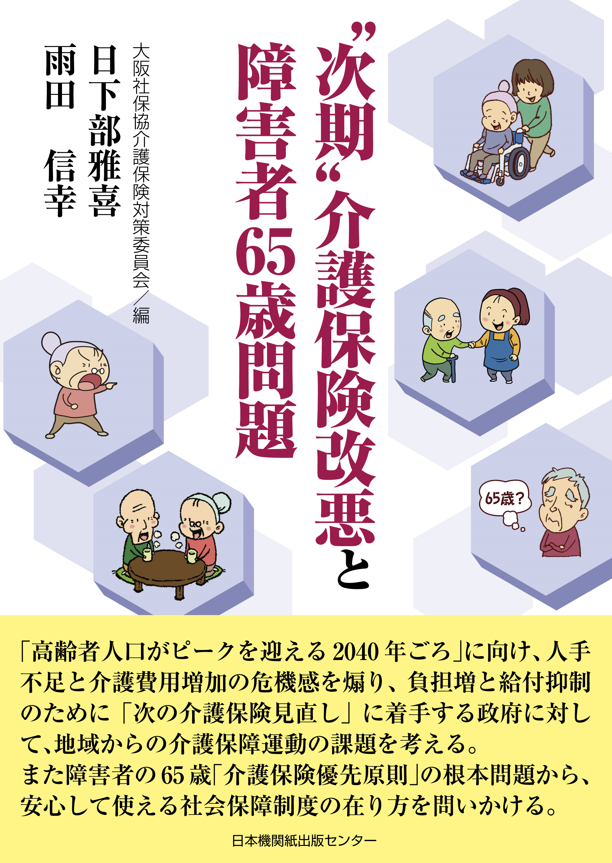 ”次期“介護保険改悪と
障害者65歳問題
大阪社保協介護保険対策委員会／編
日下部雅喜
雨田 信幸
65歳?
「高齢者人口がピークを迎える2040年ごろ」に向け、人手
不足と介護費用増加の危機感を煽り、負担増と給付抑制
のために「次の介護保険見直し」に着手する政府に対し
て、地域からの介護保障運動の課題を考える。
また障害者の65歳「介護保険優先原則」の根本問題から、
安心して使える社会保障制度の在り方を問いかける。
日本機関紙出版センター